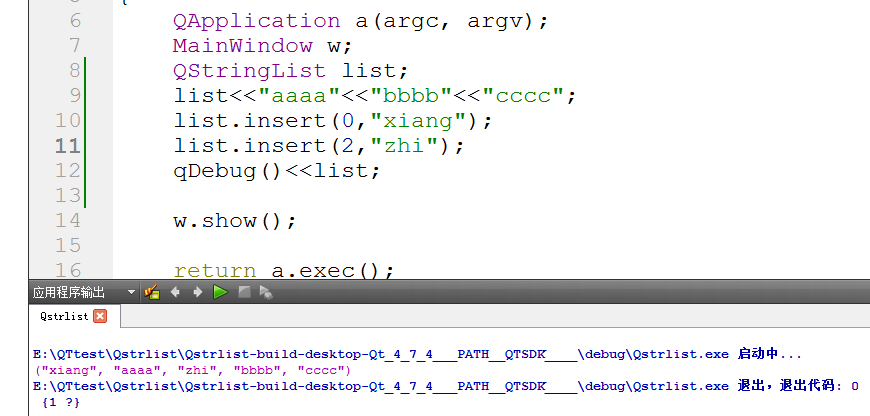 6 QApplication a(argc, argv);
7 MainWindow w;
8 QStringList list;
9 list<<"aaaa"<<"bbbb"<<"cccc";
10 list.insert(0,"xiang");
11 list.insert(2,"zhi");
12 qDebug()<<list;
13
14 w.show();
15
16 return a.exec();
应用程序输出
Qstrlist
E:\QTtest\Qstrlist\Qstrlist-build-desktop-Qt_4_7_4___PATH__QTSDK____\debug\Qstrlist.exe 启动中...
("xiang", "aaaa", "zhi", "bbbb", "cccc")
E:\QTtest\Qstrlist\Qstrlist-build-desktop-Qt_4_7_4___PATH__QTSDK____\debug\Qstrlist.exe 退出，退出代码: 0
{1 ?}